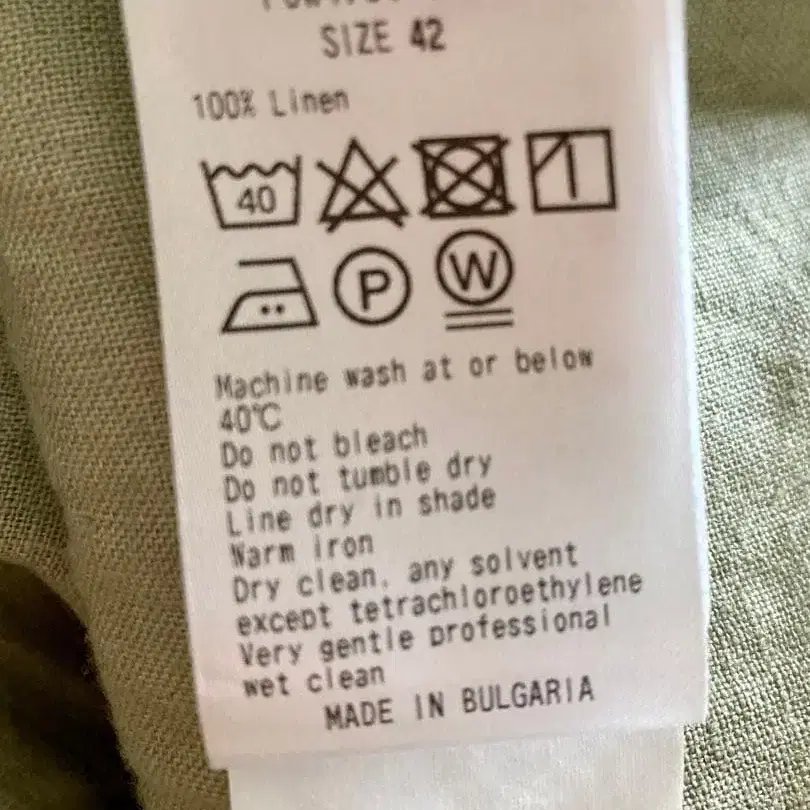 SIZE 42
100% Linen
40
P
W
Machine wash at or below
40℃
Do not bleach
Do not tumble dry
Line dry in shade
Warm iron
Dry clean, any solvent
except tetrachloroethylene
Very gentle professional
wet clean
MADE IN BULGARIA